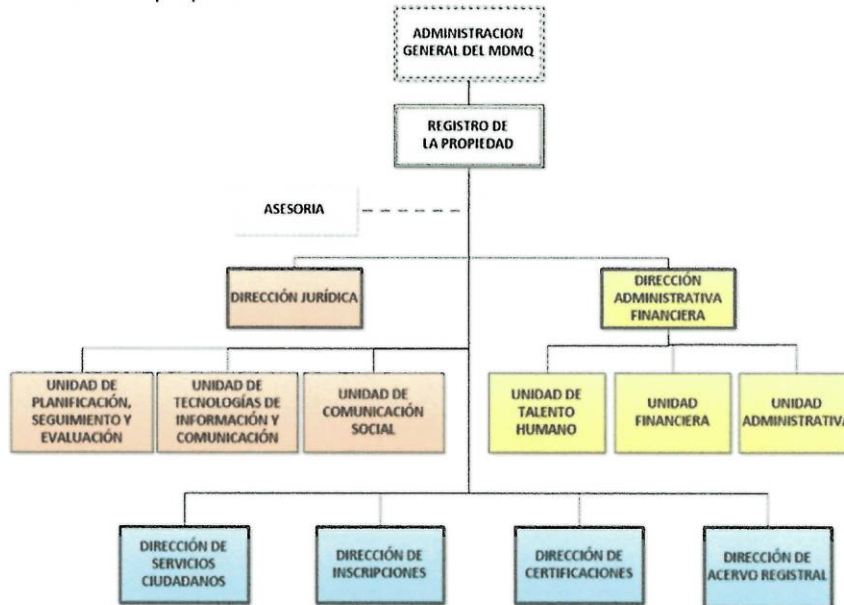 ADMINISTRACION
GENERAL DEL MDMQ
REGISTRO DE
LA PROPIEDAD
ASESORIA
DIRECCIÓN JURÍDICA
DIRECCIÓN
ADMINISTRATIVA
FINANCIERA
UNIDAD DE
PLANIFICACIÓN,
SEGUIMIENTO Y
EVALUACIÓN
UNIDAD DE
TECNOLOGÍAS DE
INFORMACIÓN Y
COMUNICACIÓN
UNIDAD DE
COMUNICACIÓN
SOCIAL
UNIDAD DE
TALENTO
HUMANO
UNIDAD
FINANCIERA
UNIDAD
ADMINISTRATIVA
DIRECCIÓN DE
SERVICIOS
CIUDADANOS
DIRECCIÓN DE
INSCRIPCIONES
DIRECCIÓN DE
CERTIFICACIONES
DIRECCIÓN DE
ACERVO REGISTRAL